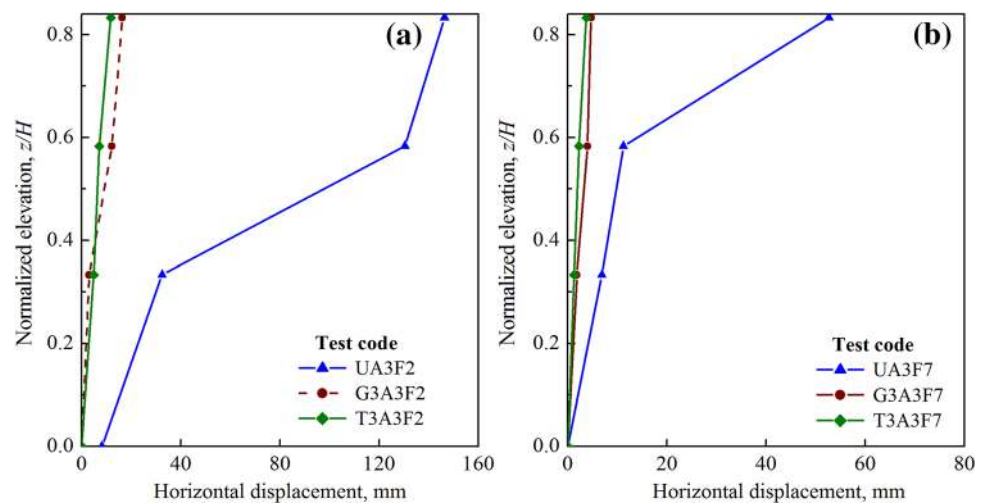 (a)
0.8
0.6
0.4
0.2
0.0
Normalized elevation, z/H
Test code
UA3F2
G3A3F2
T3A3F2
0 40 80 120 160
Horizontal displacement, mm
(b)
0.8
0.6
0.4
0.2
0.0
Normalized elevation, z/H
Test code
UA3F7
G3A3F7
T3A3F7
0 20 40 60 80
Horizontal displacement, mm